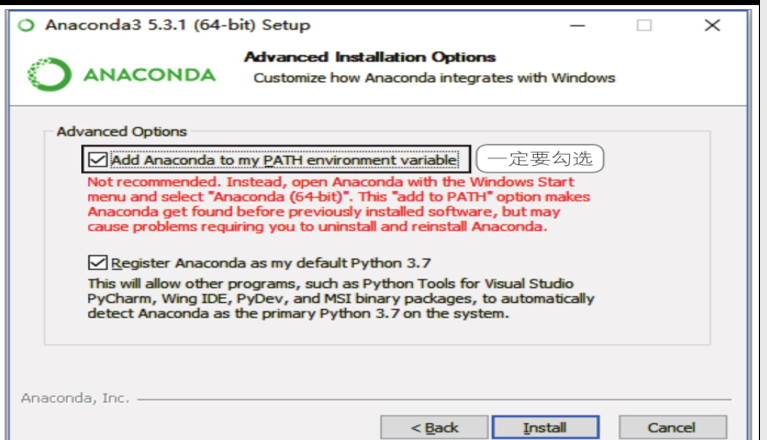 Anaconda3 5.3.1 (64-bit) Setup
ANACONDA
Advanced Installation Options
Customize how Anaconda integrates with Windows
Advanced Options
Add Anaconda to my PATH environment variable
一定要勾选
Not recommended. Instead, open Anaconda with the Windows Start
menu and select "Anaconda (64-bit)". This "add to PATH" option makes
Anaconda get found before previously installed software, but may
cause problems requiring you to uninstall and reinstall Anaconda.
Register Anaconda as my default Python 3.7
This will allow other programs, such as Python Tools for Visual Studio
PyCharm, Wing IDE, PyDev, and MSI binary packages, to automatically
detect Anaconda as the primary Python 3.7 on the system.
Anaconda, Inc.
< Back
Install
Cancel